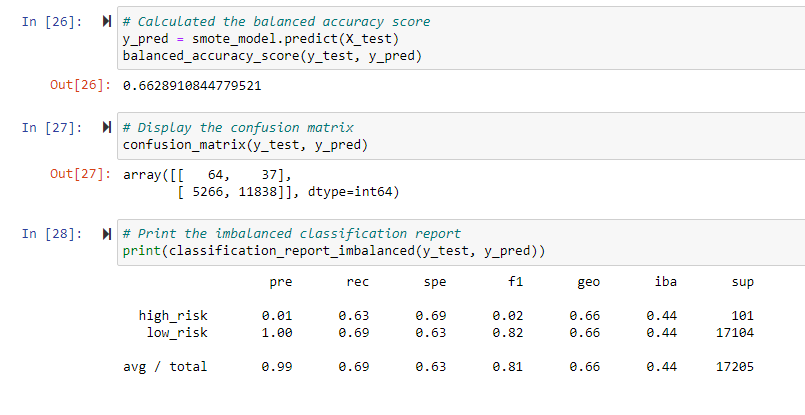 In [26]: # Calculated the balanced accuracy score
y_pred = smote_model.predict(X_test)
balanced_accuracy_score(y_test, y_pred)
Out[26]: 0.6628910844779521
In [27]: # Display the confusion matrix
confusion_matrix(y_test, y_pred)
Out[27]: array([[   64,    37],
       [ 5266, 11838]], dtype=int64)
In [28]: # Print the imbalanced classification report
print(classification_report_imbalanced(y_test, y_pred))
pre rec spe f1 geo iba sup
high_risk 0.01 0.63 0.69 0.02 0.66 0.44 101
low_risk 1.00 0.69 0.63 0.82 0.66 0.44 17104
avg / total 0.99 0.69 0.63 0.81 0.66 0.44 17205